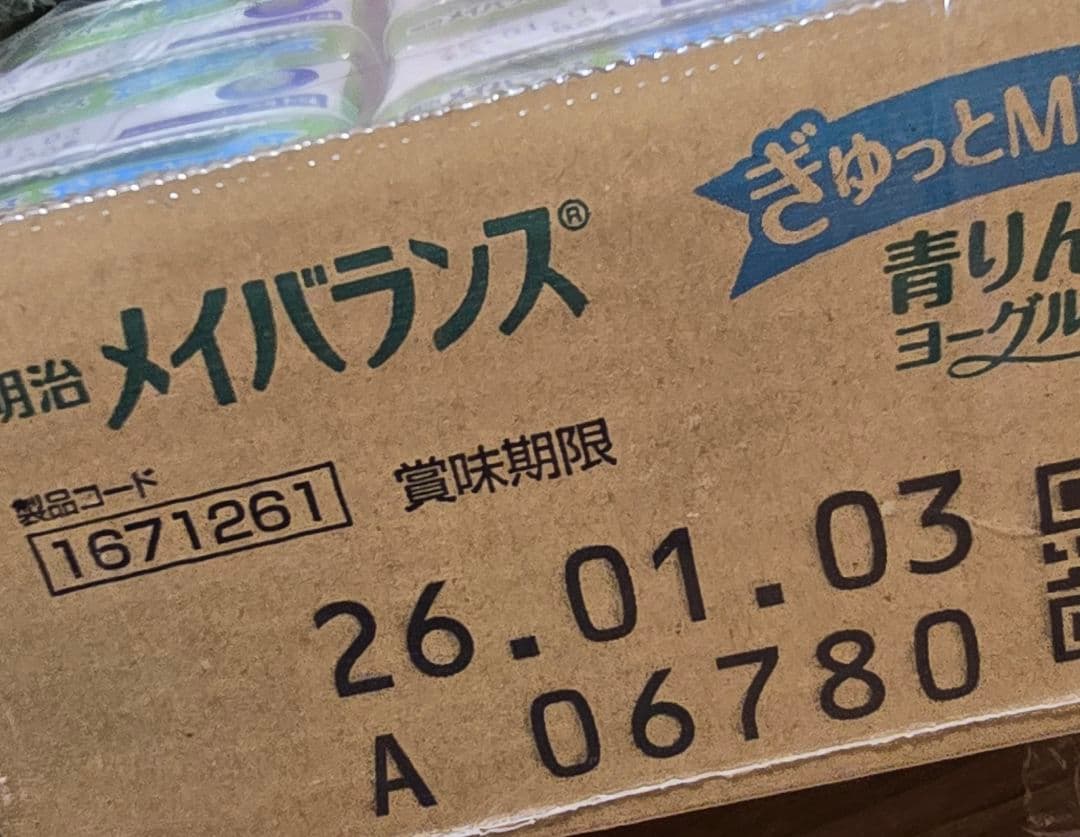 明治 メイバランス®
ぎゅっとM
青りん
ヨーグル
製品コード
1671261
賞味期限
26.01.03
A 06780